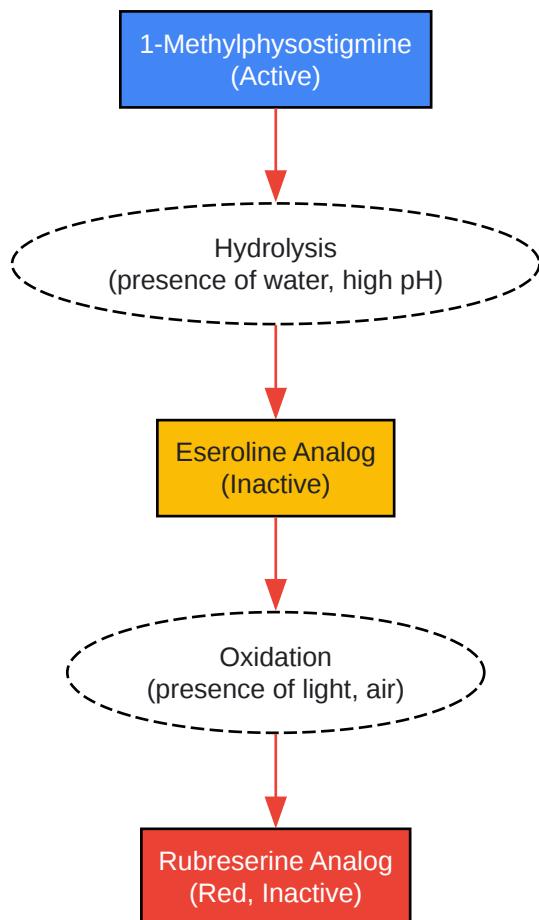 1-Methylphysostigmine
(Active)
Hydrolysis
(presence of water, high pH)
Eseroline Analog
(Inactive)
Oxidation
(presence of light, air)
Rubreserine Analog
(Red, Inactive)